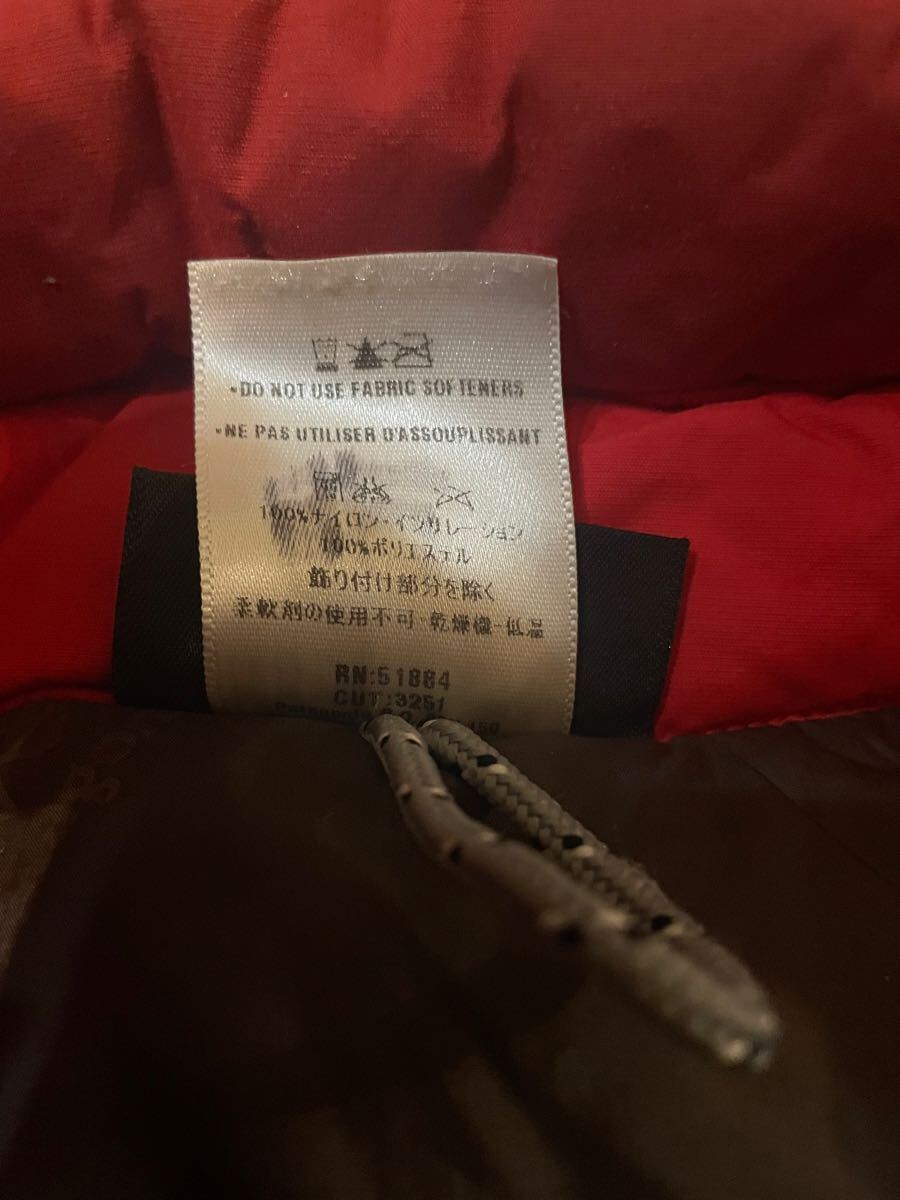 •DO NOT USE FABRIC SOFTENERS
•NE PAS UTILISER D'ASSOUPLISSANT
100%ナイロン・インサレーション
100%ポリエステル
飾り付け部分を除く
柔軟剤の使用不可・乾燥機-低温
RN:51884
CUT:3251